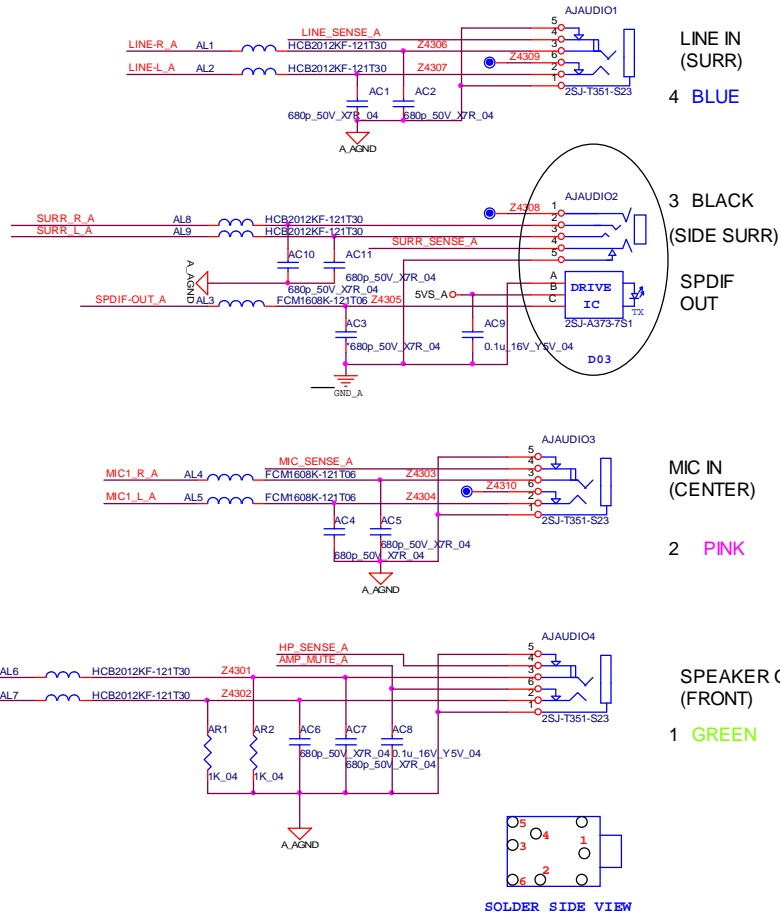 AJAUDIO1
5
LINE_SENSE_A
4
LINE-R_A AL1 HCB2012KF-121T30 Z4306 3
Z4309 6
LINE-L_A AL2 HCB2012KF-121T30 Z4307 2
1
2SJ-T351-S23
LINE IN
(SURR)
4 BLUE
AC1 AC2
680p_50V_X7R_04 680p_50V_X7R_04
A_AGND
AJAUDIO2
3 BLACK
(SIDE SURR)
Z4308 1
SURR_R_A AL8 HCB2012KF-121T30 2
SURR_L_A AL9 HCB2012KF-121T30 3
SURR_SENSE_A 4
5
A_AGND
AC10 AC11
680p_50V_X7R_04
680p_50V_X7R_04
SPDIF
OUT
A
B
C
DRIVE
IC
TX
5VS_A
SPDIF-OUT_A AL3 FCM1608K-121T06 Z4305
2SJ-A373-7S1
AC3 AC9
*680p_50V_X7R_04 0.1u_16V_Y5V_04
D03
GND_A
AJAUDIO3
5
MIC_SENSE_A
4
MIC1_R_A AL4 FCM1608K-121T06 Z4303 3
Z4310 6
MIC1_L_A AL5 FCM1608K-121T06 Z4304 2
1
2SJ-T351-S23
MIC IN
(CENTER)
2 PINK
AC4 AC5
680p_50V_X7R_04
680p_50V_X7R_04
A_AGND
AJAUDIO4
HP_SENSE_A 5
AMP_MUTE_A 4
AL6 HCB2012KF-121T30 Z4301 3
6
AL7 HCB2012KF-121T30 Z4302 2
1
2SJ-T351-S23
SPEAKER
(FRONT)
1 GREEN
AR1 AR2 AC6 AC7 AC8
680p_50V_X7R_04 0.1u_16V_Y5V_04
680p_50V_X7R_04
1K_04 1K_04
A_AGND
5
4
1
3
2
6
SOLDER SIDE VIEW